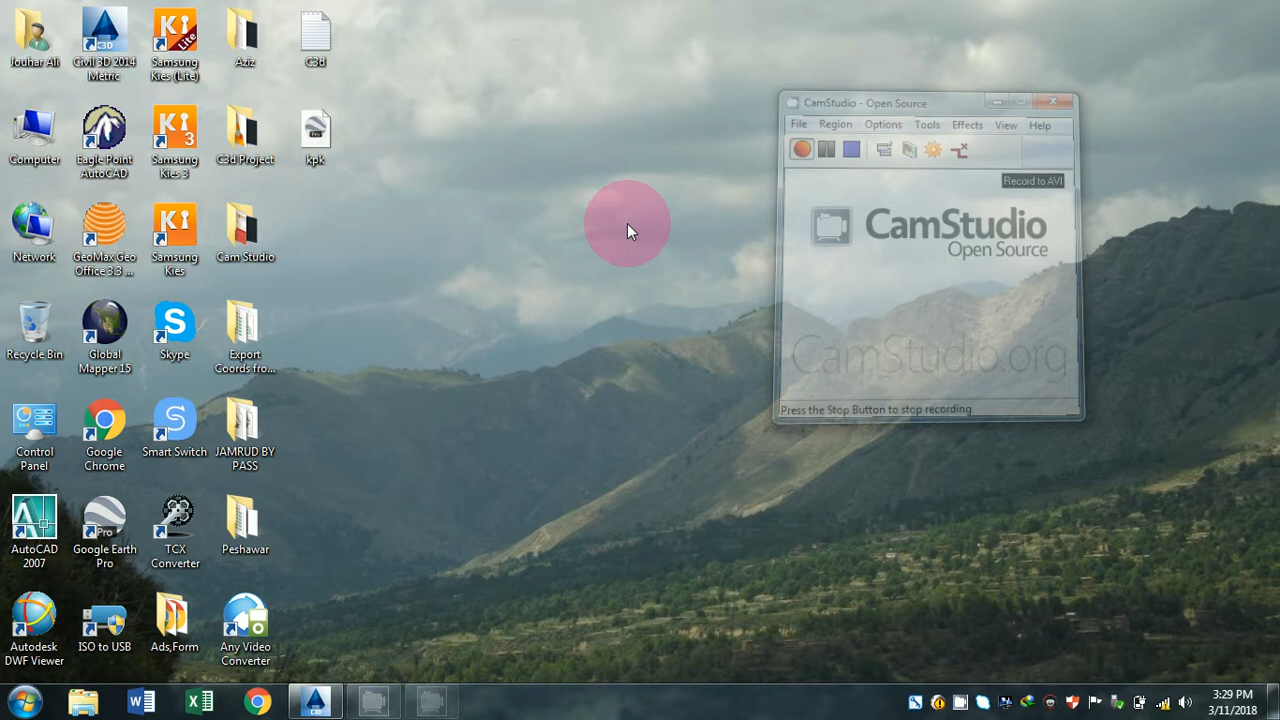 Jouhar Ali
Civil 3D 2014
Metric
Samsung
Kies (Lite)
Aziz
C3d
Computer
Eagle Point
AutoCAD
Samsung
Kies 3
C3d Project
kpk
Network
GeoMax Geo
Office 3.3 ...
Samsung
Kies
Cam Studio
Recycle Bin
Global
Mapper 15
Skype
Export
Coords fro...
Control
Panel
Google
Chrome
Smart Switch
JAMRUD BY
PASS
AutoCAD
2007
Google Earth
Pro
TCX
Converter
Peshawar
Autodesk
DWF Viewer
ISO to USB
Ads,Form
Any Video
Converter
CamStudio - Open Source
File Region Options Tools Effects View Help
Record to AVI
CamStudio
Open Source
CamStudio.org
Press the Stop Button to stop recording
3:29 PM
3/11/2018